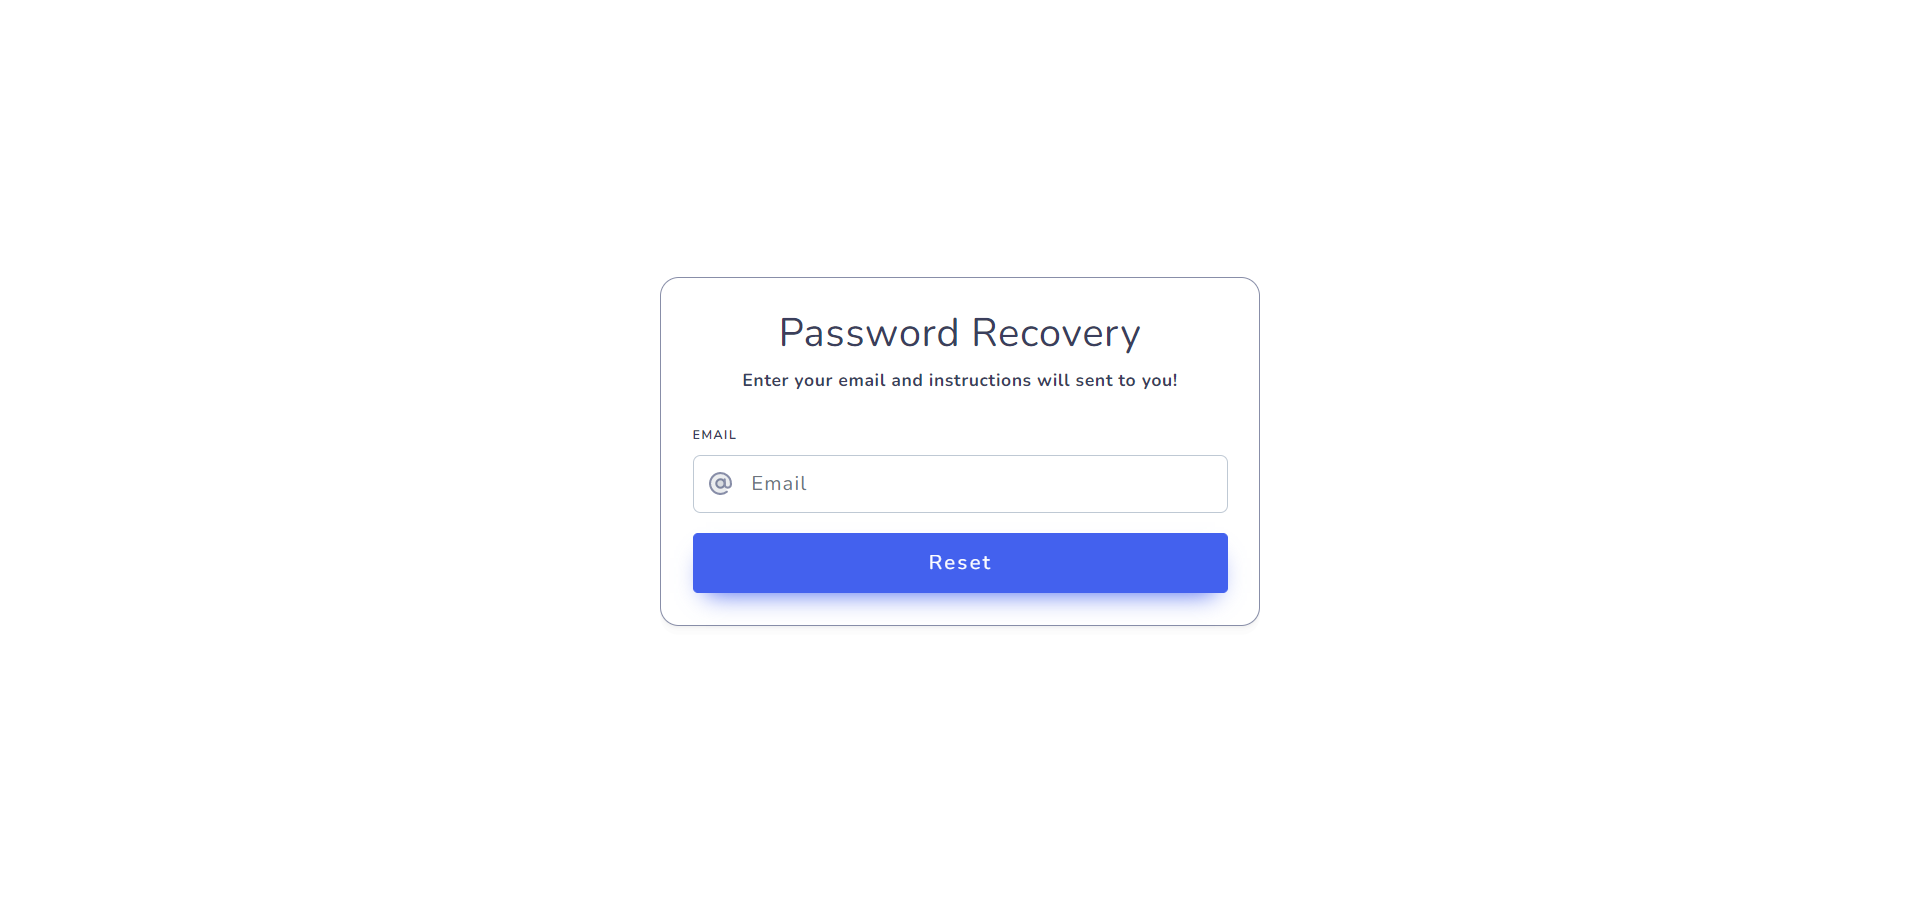 Password Recovery
Enter your email and instructions will sent to you!
EMAIL
@ Email
Reset